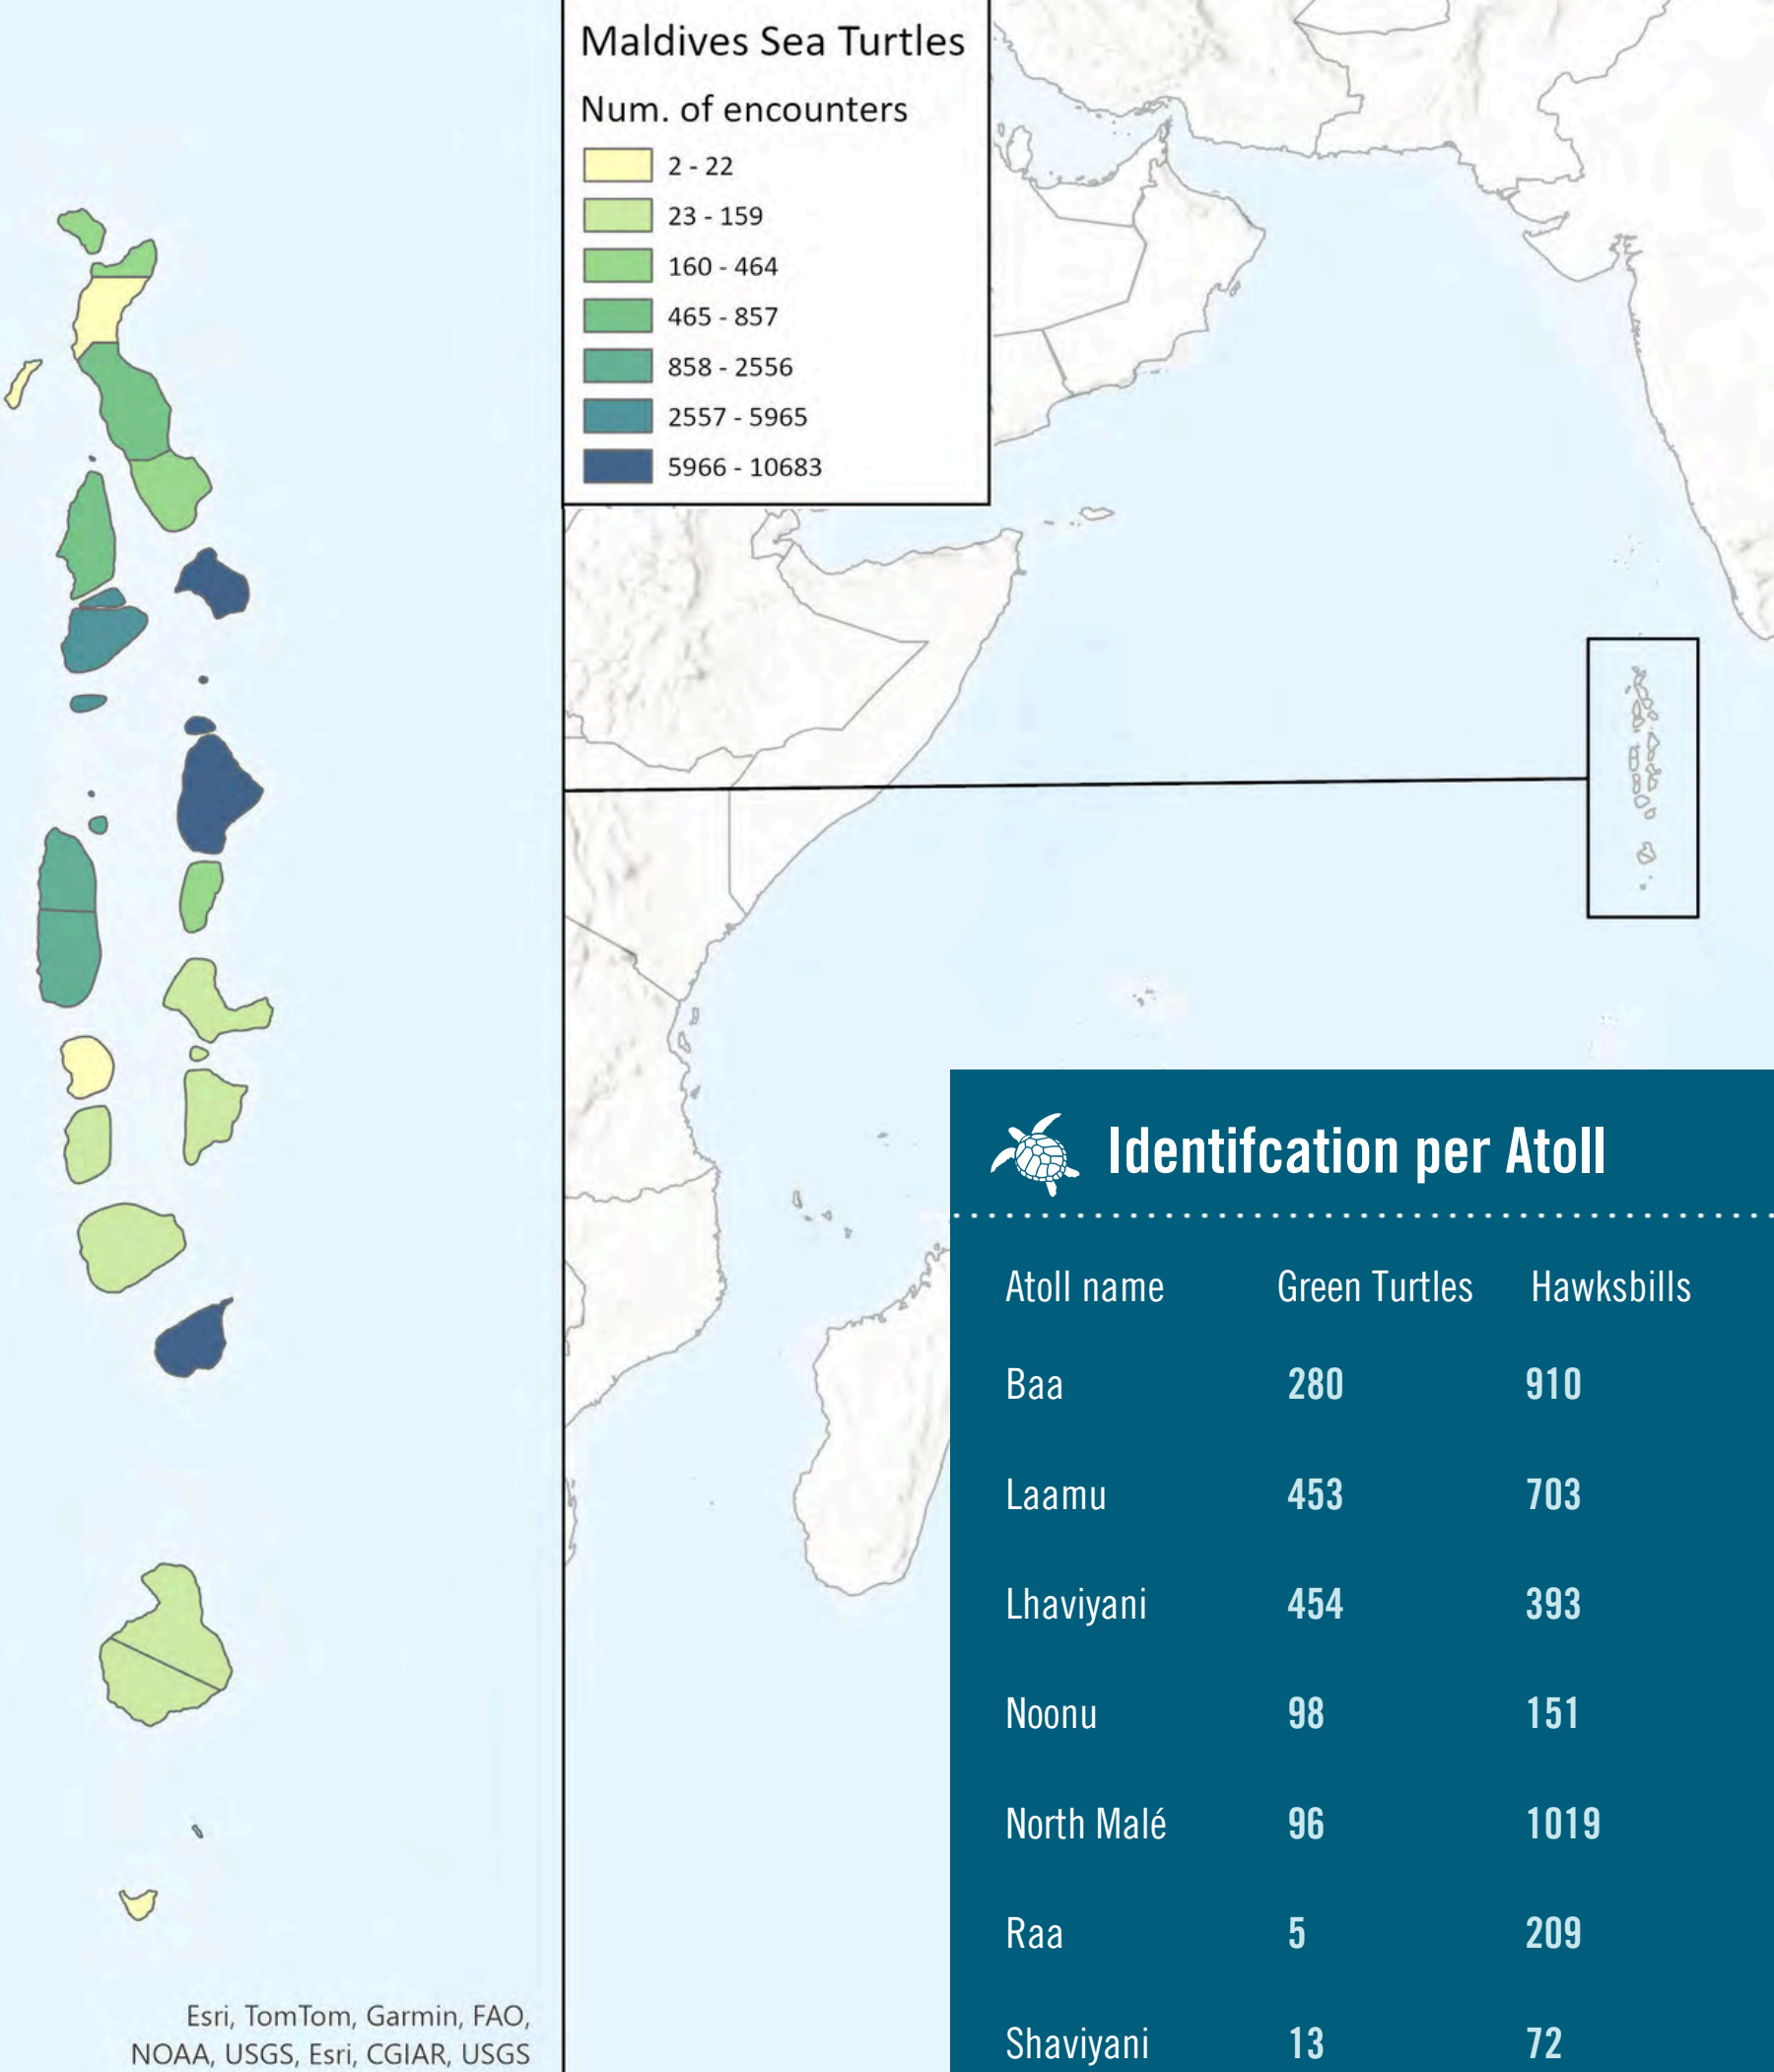 Maldives Sea Turtles
Num. of encounters
2 - 22
23 - 159
160 - 464
465 - 857
858 - 2556
2557 - 5965
5966 - 10683
Identifcation per Atoll
Atoll name Green Turtles Hawksbills
Baa 280 910
Laamu 453 703
Lhaviyani 454 393
Noonu 98 151
North Malé 96 1019
Raa 5 209
Shaviyani 13 72
Esri, TomTom, Garmin, FAO,
NOAA, USGS, Esri, CGIAR, USGS